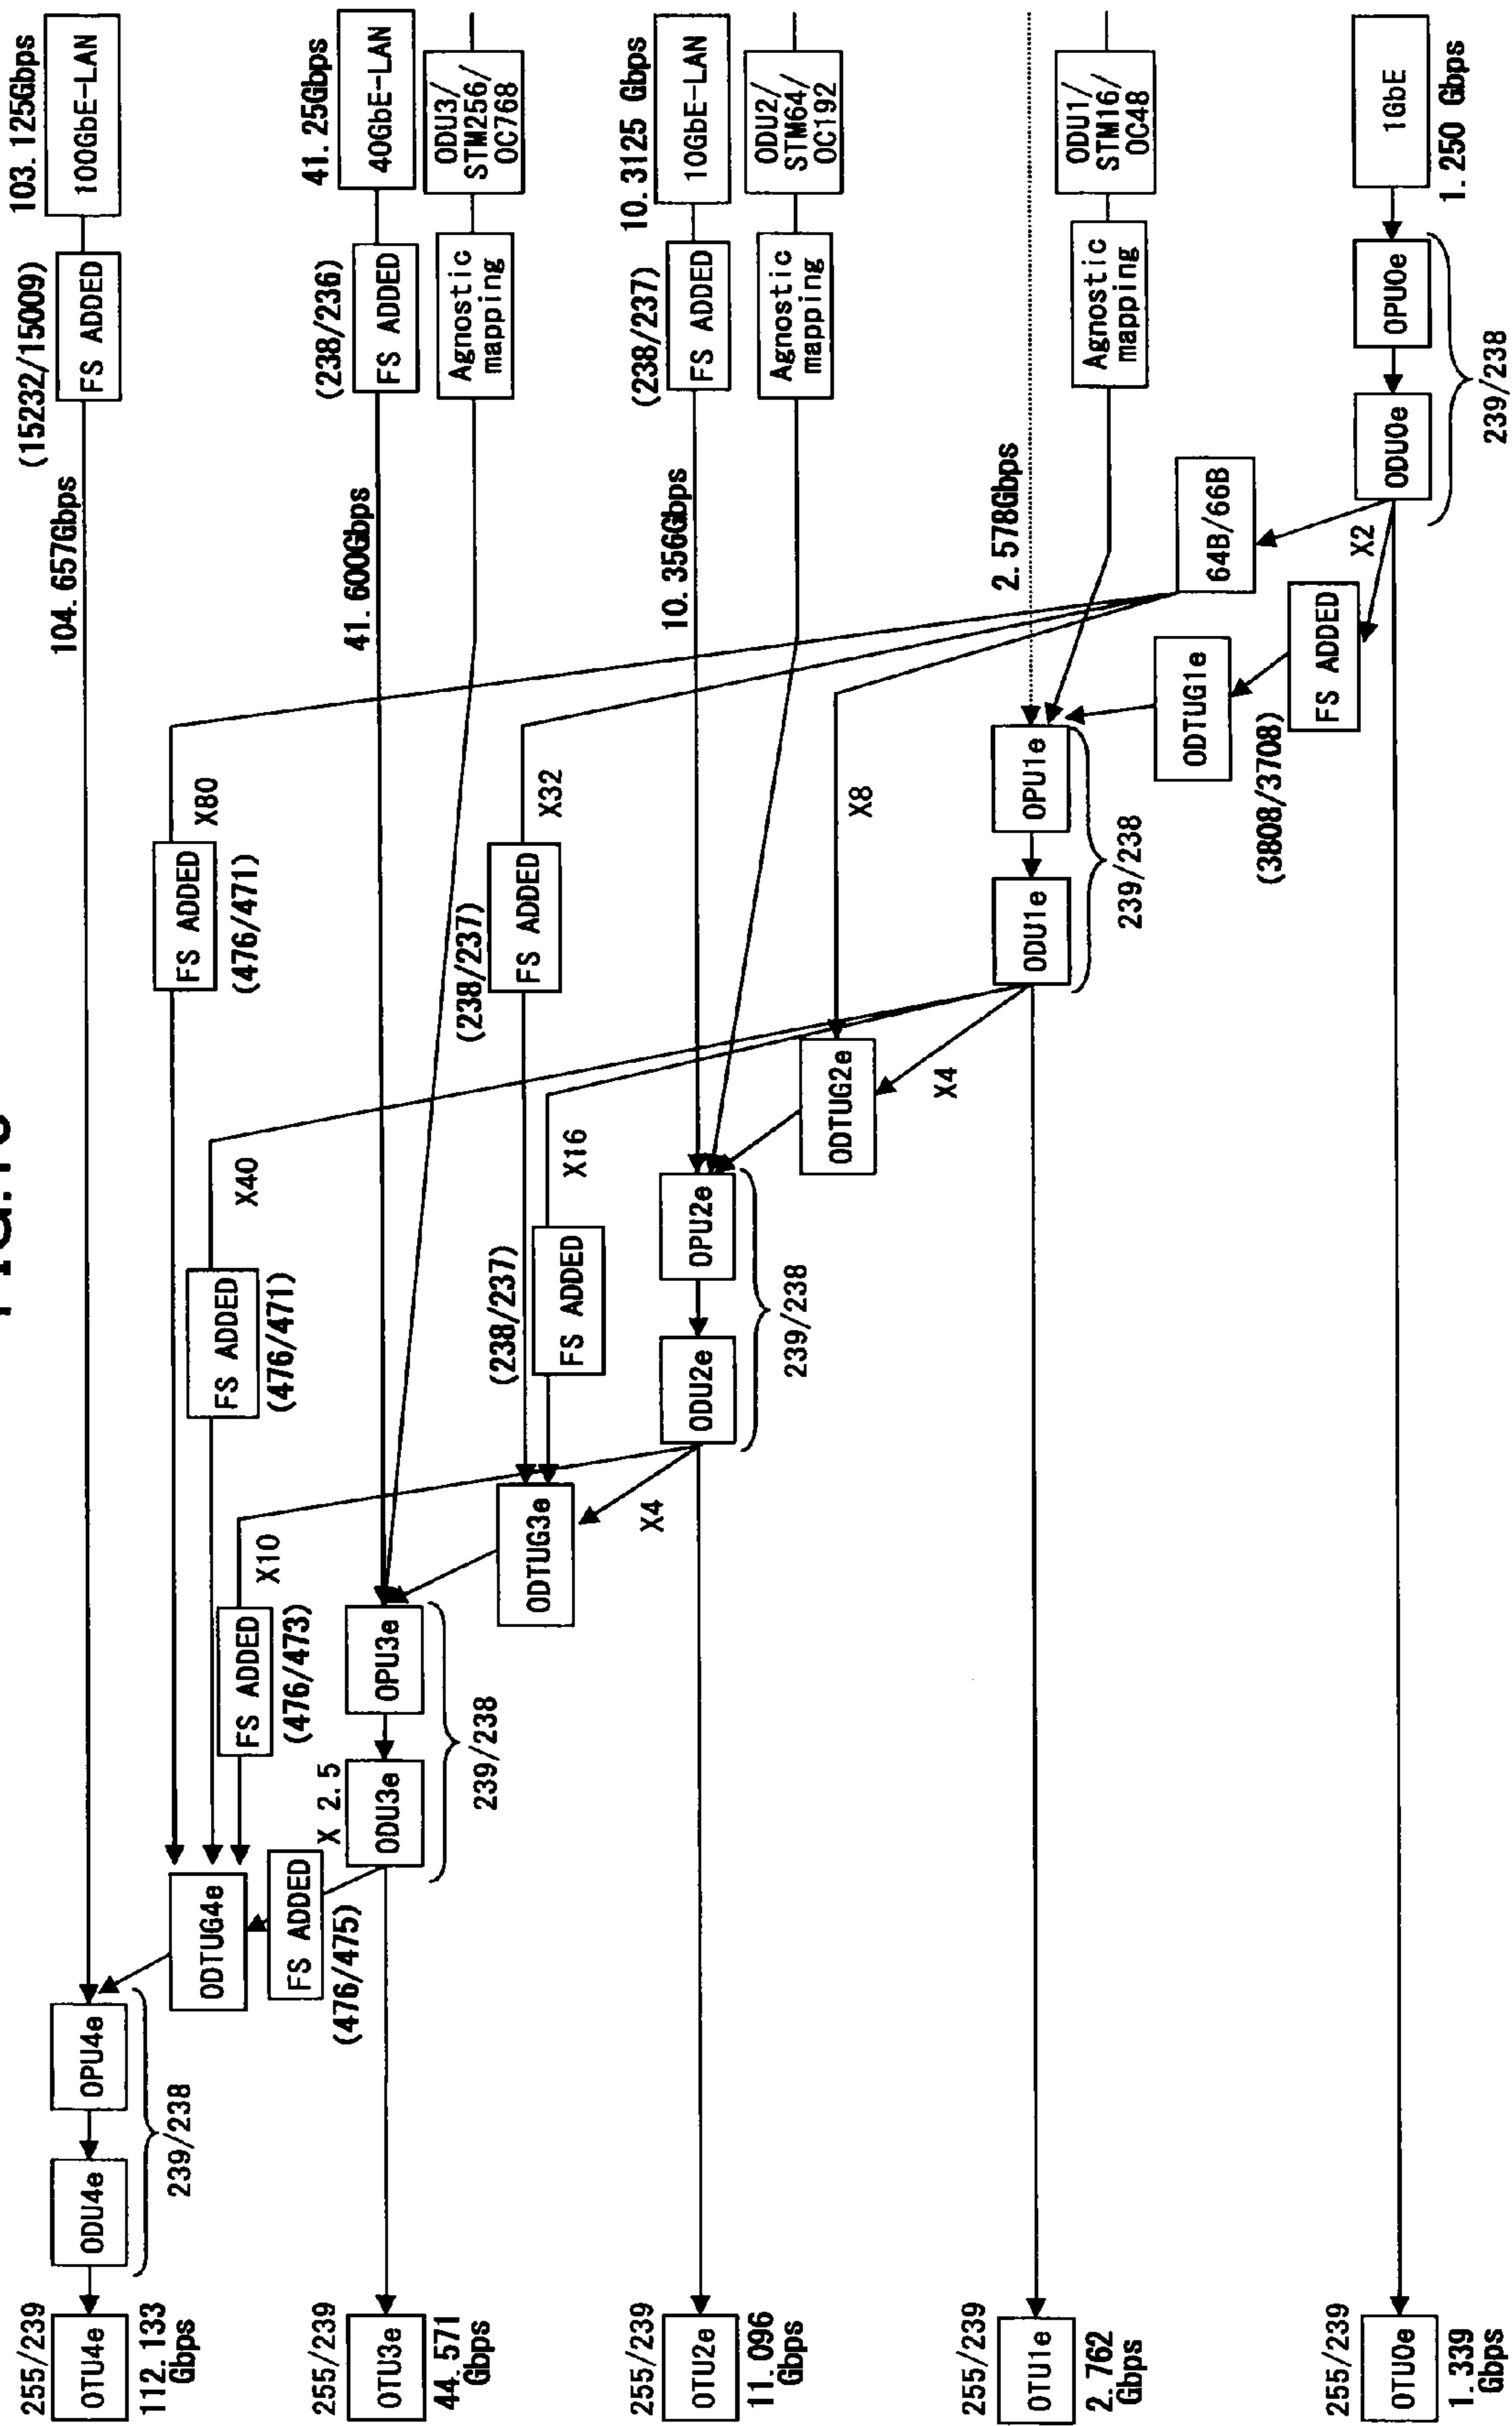 255/239
OTU4e
112.133
Gbps
ODU4e
OPU4e
239/238
104.657Gbps
(15232/15009)
FS ADDED
103.125Gbps
100GbE-LAN
ODTUG4e
FS ADDED
(476/471)
X80
FS ADDED
(476/471)
X40
FS ADDED
(476/473)
X10
FS ADDED
(476/475)
X 2.5
255/239
OTU3e
44.571
Gbps
ODU3e
OPU3e
239/238
41.600Gbps
(238/236)
FS ADDED
41.25Gbps
40GbE-LAN
Agnostic
mapping
ODU3/
STM256/
OC768
ODTUG3e
(238/237)
FS ADDED
X32
(238/237)
FS ADDED
X16
X4
255/239
OTU2e
11.096
Gbps
ODU2e
OPU2e
239/238
10.356Gbps
(238/237)
FS ADDED
10.3125 Gbps
10GbE-LAN
Agnostic
mapping
ODU2/
STM64/
OC192
ODTUG2e
X8
X4
255/239
OTU1e
2.762
Gbps
ODU1e
OPU1e
239/238
2.578Gbps
Agnostic
mapping
ODU1/
STM16/
OC48
ODTUG1e
64B/66B
(3808/3708)
FS ADDED
X2
255/239
OTU0e
1.339
Gbps
ODU0e
OPU0e
239/238
1GbE
1.250 Gbps